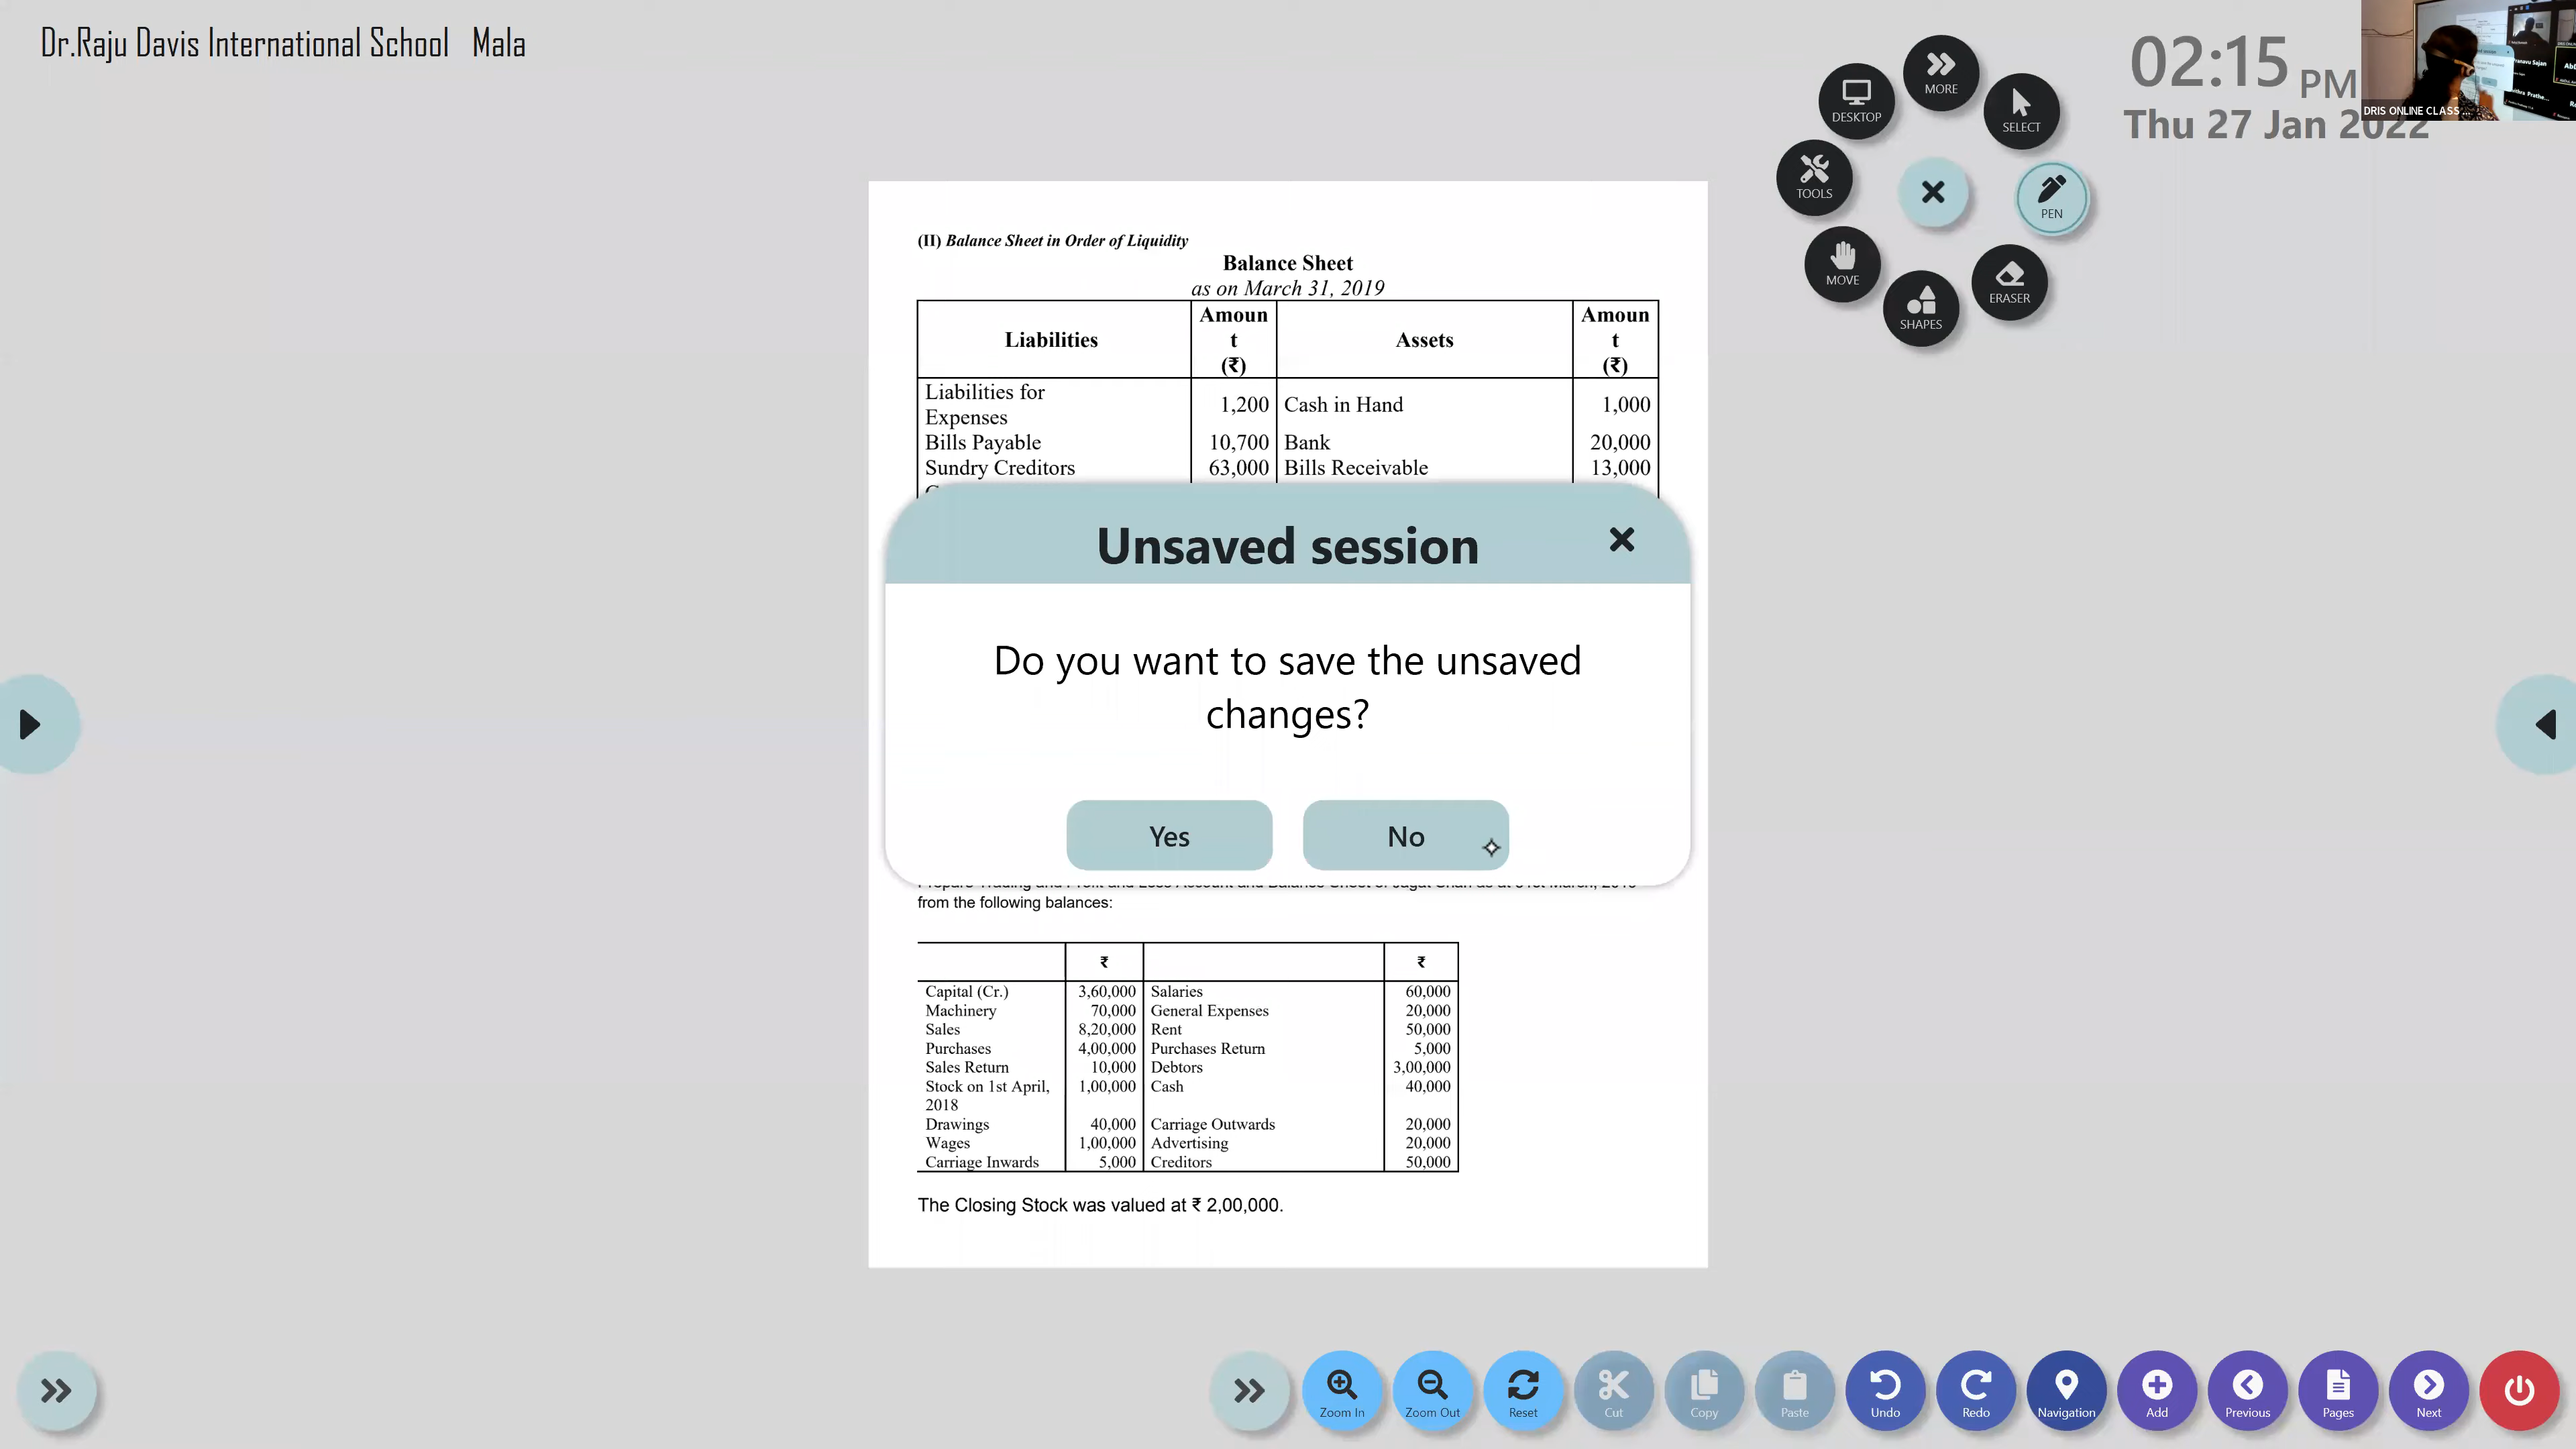 Dr.Raju Davis International School Mala
02:15 PM
Thu 27 Jan 2022
DRIS ONLINE CLASS...
MORE
DESKTOP
SELECT
TOOLS
PEN
MOVE
ERASER
SHAPES
(II) Balance Sheet in Order of Liquidity
Balance Sheet
as on March 31, 2019
Liabilities Amoun t (₹) Assets Amoun t (₹)
Liabilities for
Expenses 1,200 Cash in Hand 1,000
Bills Payable 10,700 Bank 20,000
Sundry Creditors 63,000 Bills Receivable 13,000
Unsaved session
Do you want to save the unsaved
changes?
Yes No
from the following balances:
₹ ₹
Capital (Cr.) 3,60,000 Salaries 60,000
Machinery 70,000 General Expenses 20,000
Sales 8,20,000 Rent 50,000
Purchases 4,00,000 Purchases Return 5,000
Sales Return 10,000 Debtors 3,00,000
Stock on 1st April, 1,00,000 Cash 40,000
2018
Drawings 40,000 Carriage Outwards 20,000
Wages 1,00,000 Advertising 20,000
Carriage Inwards 5,000 Creditors 50,000
The Closing Stock was valued at ₹ 2,00,000.
Zoom In Zoom Out Reset Cut Copy Paste Undo Redo Navigation Add Previous Pages Next